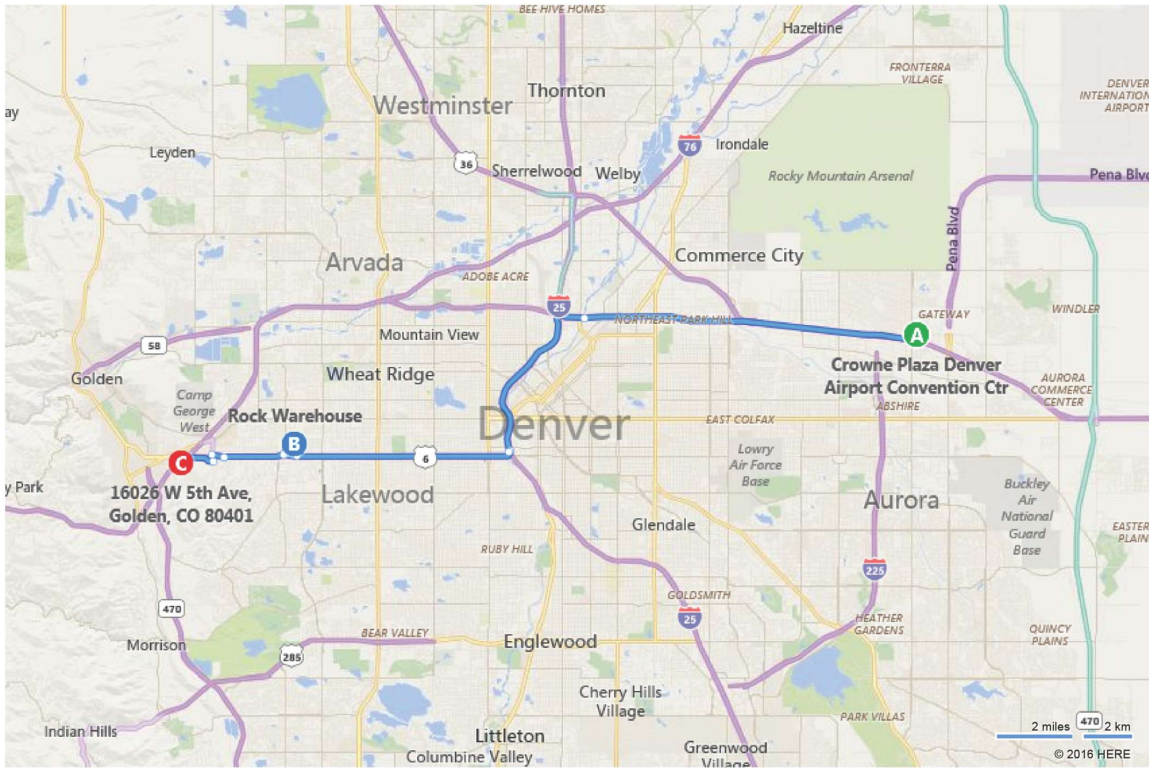 BEE HIVE HOMES
Hazeltine
FRONTERRA
VILLAGE
DENVER
INTERNATION
AIRPORT
Thornton
Westminster
ay
Leyden
36
76
Irondale
Sherrelwood
Welby
Rocky Mountain Arsenal
Pena Blvd
Pena Blvd
Commerce City
Arvada
ADOBE ACRE
25
NORTHEAST PARK HILL
GATEWAY
WINDLER
Mountain View
58
A
Crowne Plaza Denver
Airport Convention Ctr
Golden
Wheat Ridge
AURORA
COMMERCE
CENTER
Camp
George
West
Rock Warehouse
ABSHIRE
Denver
EAST COLFAX
B
C
6
Lowry
Air Force
Base
16026 W 5th Ave,
Golden, CO 80401
y Park
Lakewood
Aurora
Buckley
Air
National
Guard
Base
Glendale
EASTER
PLAIN
RUBY HILL
225
GOLDSMITH
470
25
HEATHER
GARDENS
BEAR VALLEY
QUINCY
PLAINS
Morrison
285
Englewood
Cherry Hills
Village
PARK VILLAS
Indian Hills
Littleton
470
2 miles
2 km
Columbine Valley
Greenwood
Village
© 2016 HERE